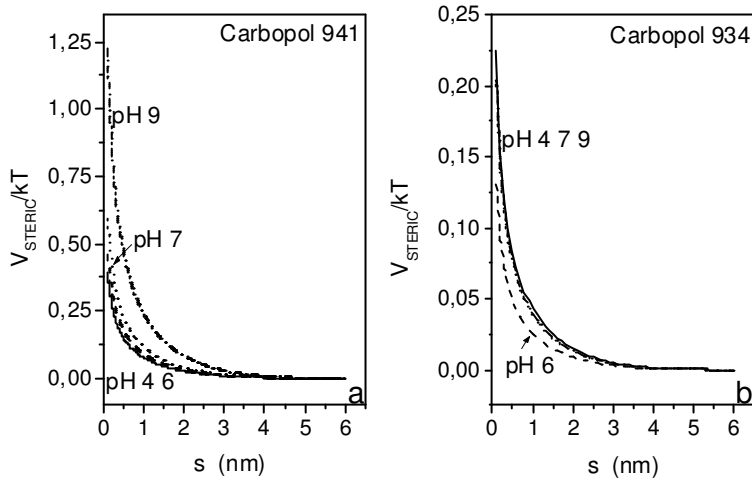 Carbopol 941
1,25
1,00
0,75
0,50
0,25
0,00
V_STERIC/kT
pH 9
pH 7
pH 4 6
a
0 1 2 3 4 5 6
s (nm)
Carbopol 934
0,25
0,20
0,15
0,10
0,05
0,00
V_STERIC/kT
pH 4 7 9
pH 6
b
0 1 2 3 4 5 6
s (nm)